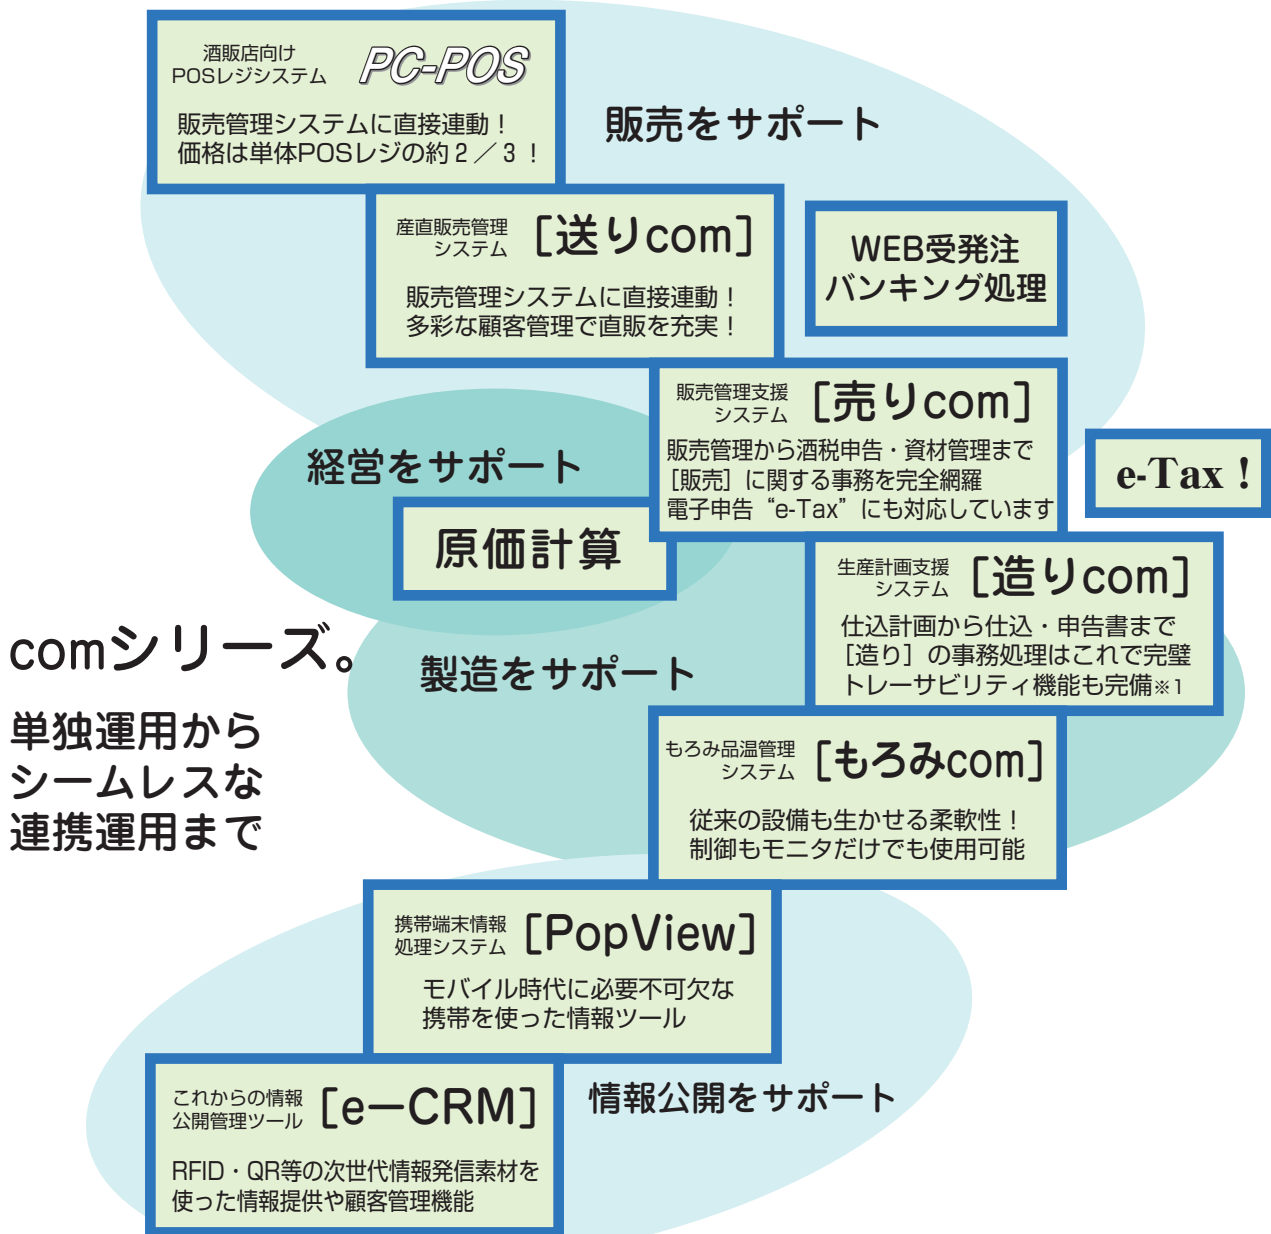 酒販店向け
POSレジシステム
PC-POS
販売管理システムに直接連動！
価格は単体POSレジの約２／３！
販売をサポート
産直販売管理
システム
［送りcom］
販売管理システムに直接連動！
多彩な顧客管理で直販を充実！
WEB受発注
バンキング処理
販売管理支援
システム
［売りcom］
販売管理から酒税申告・資材管理まで
［販売］に関する事務を完全網羅
電子申告“e-Tax”にも対応しています
e-Tax！
経営をサポート
原価計算
生産計画支援
システム
［造りcom］
仕込計画から仕込・申告書まで
［造り］の事務処理はこれで完璧
トレーサビリティ機能も完備※1
comシリーズ。
単独運用から
シームレスな
連携運用まで
製造をサポート
もろみ品温管理
システム
［もろみcom］
従来の設備も生かせる柔軟性！
制御もモニタだけでも使用可能
携帯端末情報
処理システム
［PopView］
モバイル時代に必要不可欠な
携帯を使った情報ツール
これからの情報
公開管理ツール
［eーCRM］
RFID・QR等の次世代情報発信素材を
使った情報提供や顧客管理機能
情報公開をサポート